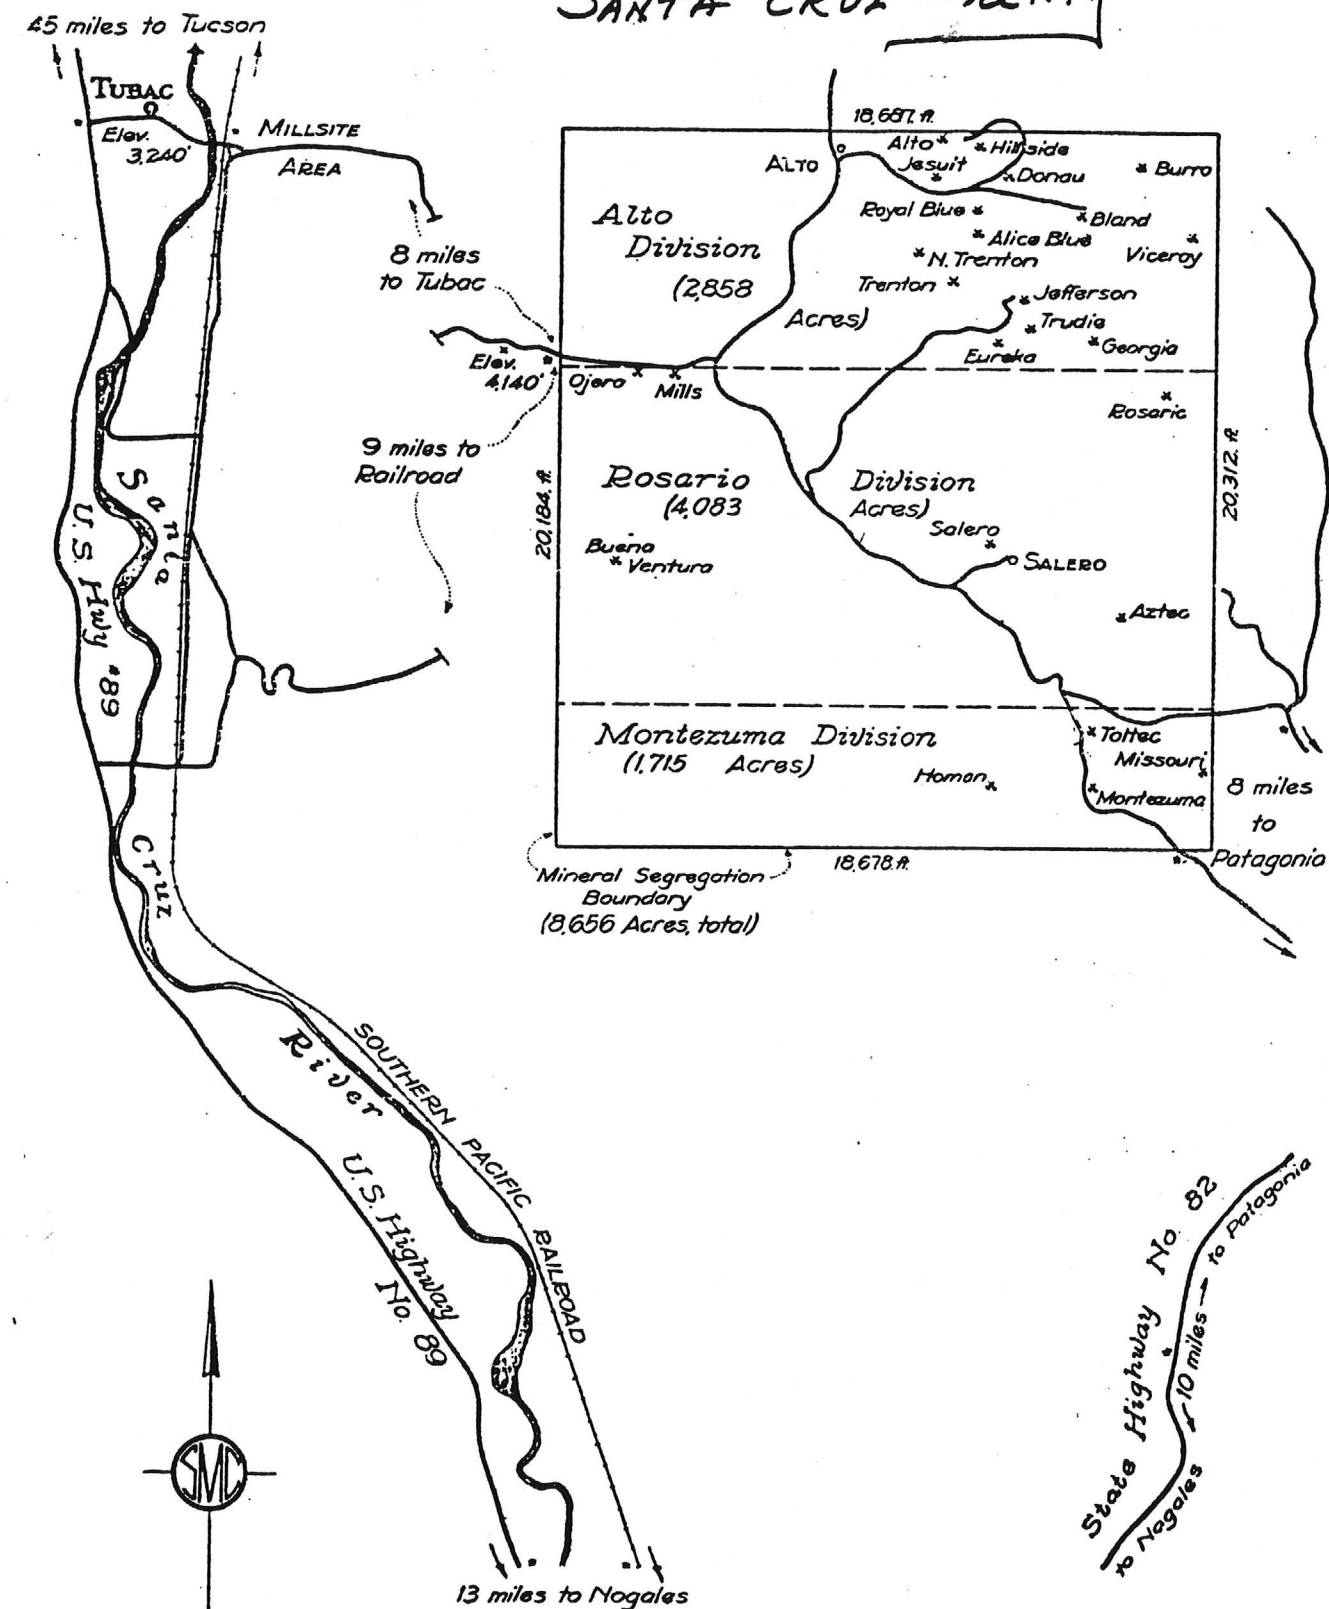 SANTA CRUZ
45 miles to Tucson
TUBAC
Elev.
3,240'
MILLSITE
AREA
8 miles
to Tubac
9 miles to
Railroad
Elev.
4,140'
18,687. ft.
ALTO
Alto
Hillside
Jesuit
Donau
Burro
Royal Blue
Bland
Alice Blue
Viceroy
N. Trenton
Trenton
Jefferson
Trudie
Eureka
Georgia
Alto
Division
(2,858
Acres)
Ojero
Mills
Rosario
20,184. ft.
20,312. ft.
Rosario Division
(4,083 Acres)
Salero
SALERO
Buena
Ventura
Aztec
Montezuma Division
(1,715 Acres)
Toltec
Missouri
Homan
Montezuma
8 miles
to
Patagonia
18,678. ft.
Mineral Segregation
Boundary
(8,656 Acres, total)
Santa
Cruz
River
U.S. Hwy #89
SOUTHERN PACIFIC RAILROAD
U.S. Highway
No. 89
State Highway No. 82
to Nogales
10 miles
to Patagonia
SMC
13 miles to Nogales